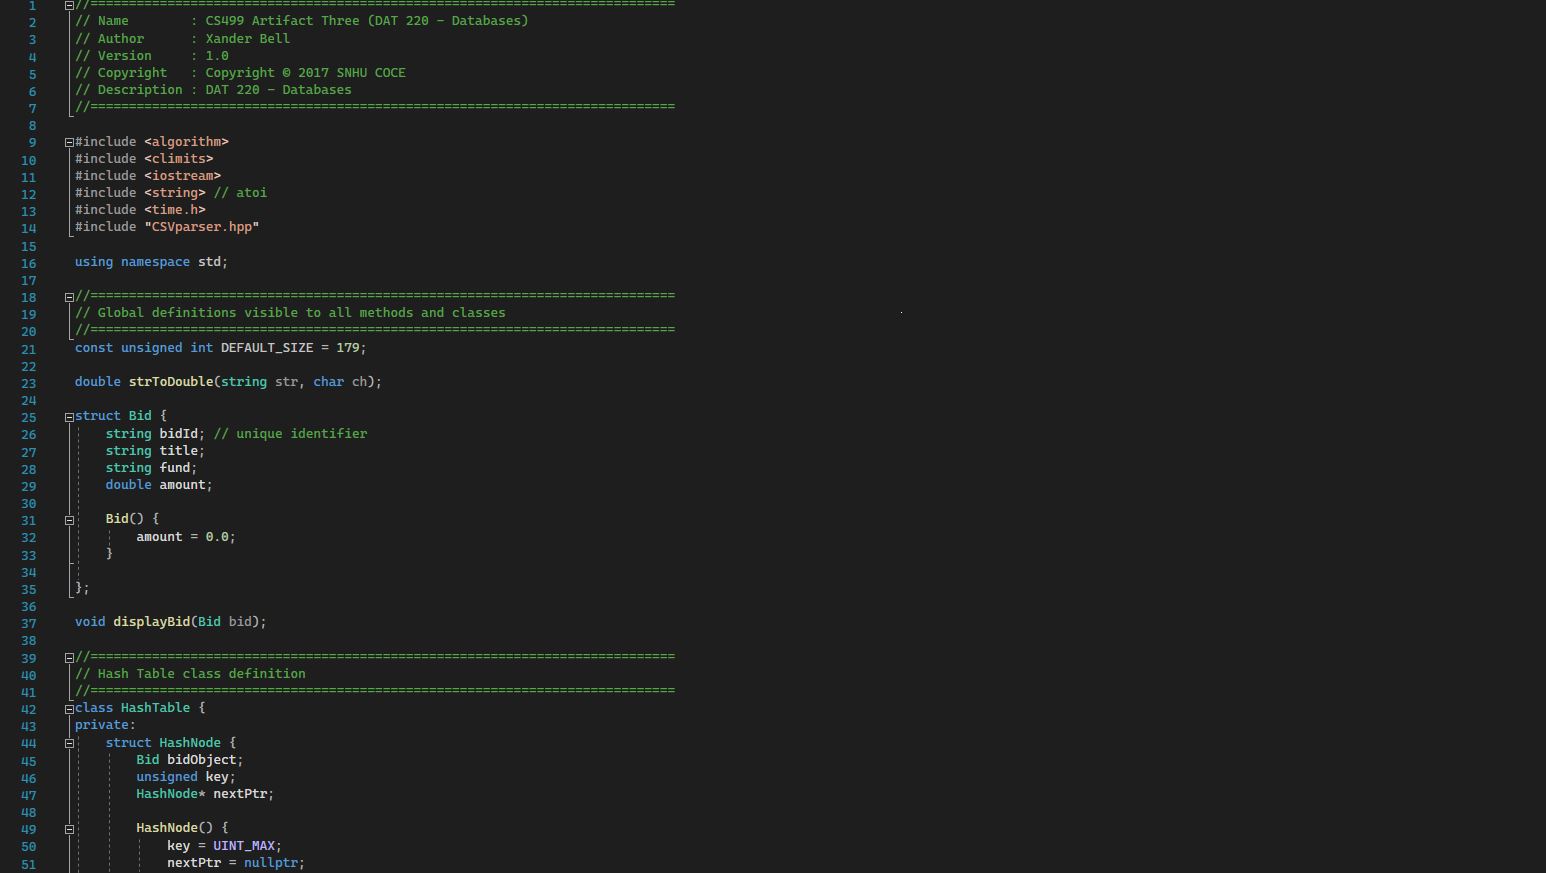 1 //============================================================================
2 // Name        : CS499 Artifact Three (DAT 220 - Databases)
3 // Author      : Xander Bell
4 // Version     : 1.0
5 // Copyright   : Copyright © 2017 SNHU COCE
6 // Description : DAT 220 - Databases
7 //============================================================================
8
9 #include <algorithm>
10 #include <climits>
11 #include <iostream>
12 #include <string> // atoi
13 #include <time.h>
14 #include "CSVparser.hpp"
15
16 using namespace std;
17
18 //============================================================================
19 // Global definitions visible to all methods and classes
20 //============================================================================
21 const unsigned int DEFAULT_SIZE = 179;
22
23 double strToDouble(string str, char ch);
24
25 struct Bid {
26     string bidId; // unique identifier
27     string title;
28     string fund;
29     double amount;
30
31     Bid() {
32         amount = 0.0;
33     }
34
35 };
36
37 void displayBid(Bid bid);
38
39 //============================================================================
40 // Hash Table class definition
41 //============================================================================
42 class HashTable {
43 private:
44     struct HashNode {
45         Bid bidObject;
46         unsigned key;
47         HashNode* nextPtr;
48
49         HashNode() {
50             key = UINT_MAX;
51             nextPtr = nullptr;